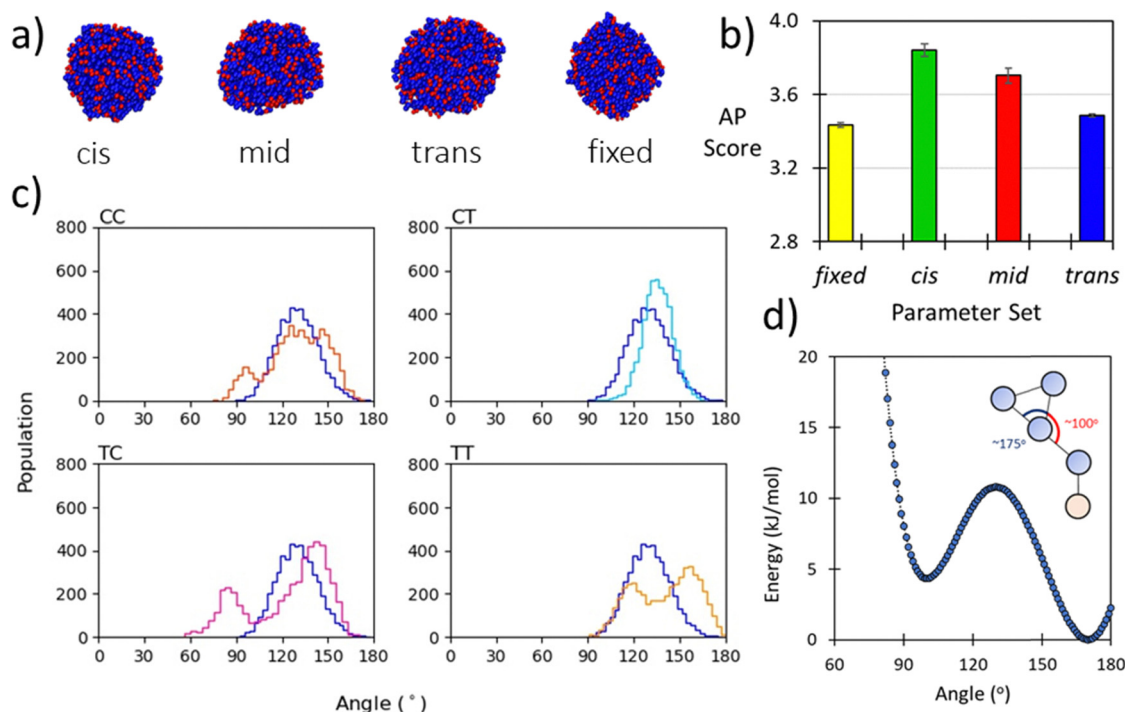 a)
cis
mid
trans
fixed
b)
4.0
3.6
3.2
2.8
AP
Score
fixed
cis
mid
trans
Parameter Set
c)
CC
800
600
400
200
0
0 30 60 90 120 150 180
CT
800
600
400
200
0
0 30 60 90 120 150 180
TC
800
600
400
200
0
0 30 60 90 120 150 180
TT
800
600
400
200
0
0 30 60 90 120 150 180
Population
Angle (°)
d)
20
15
10
5
0
Energy (kJ/mol)
~100°
~175°
60 90 120 150 180
Angle (°)